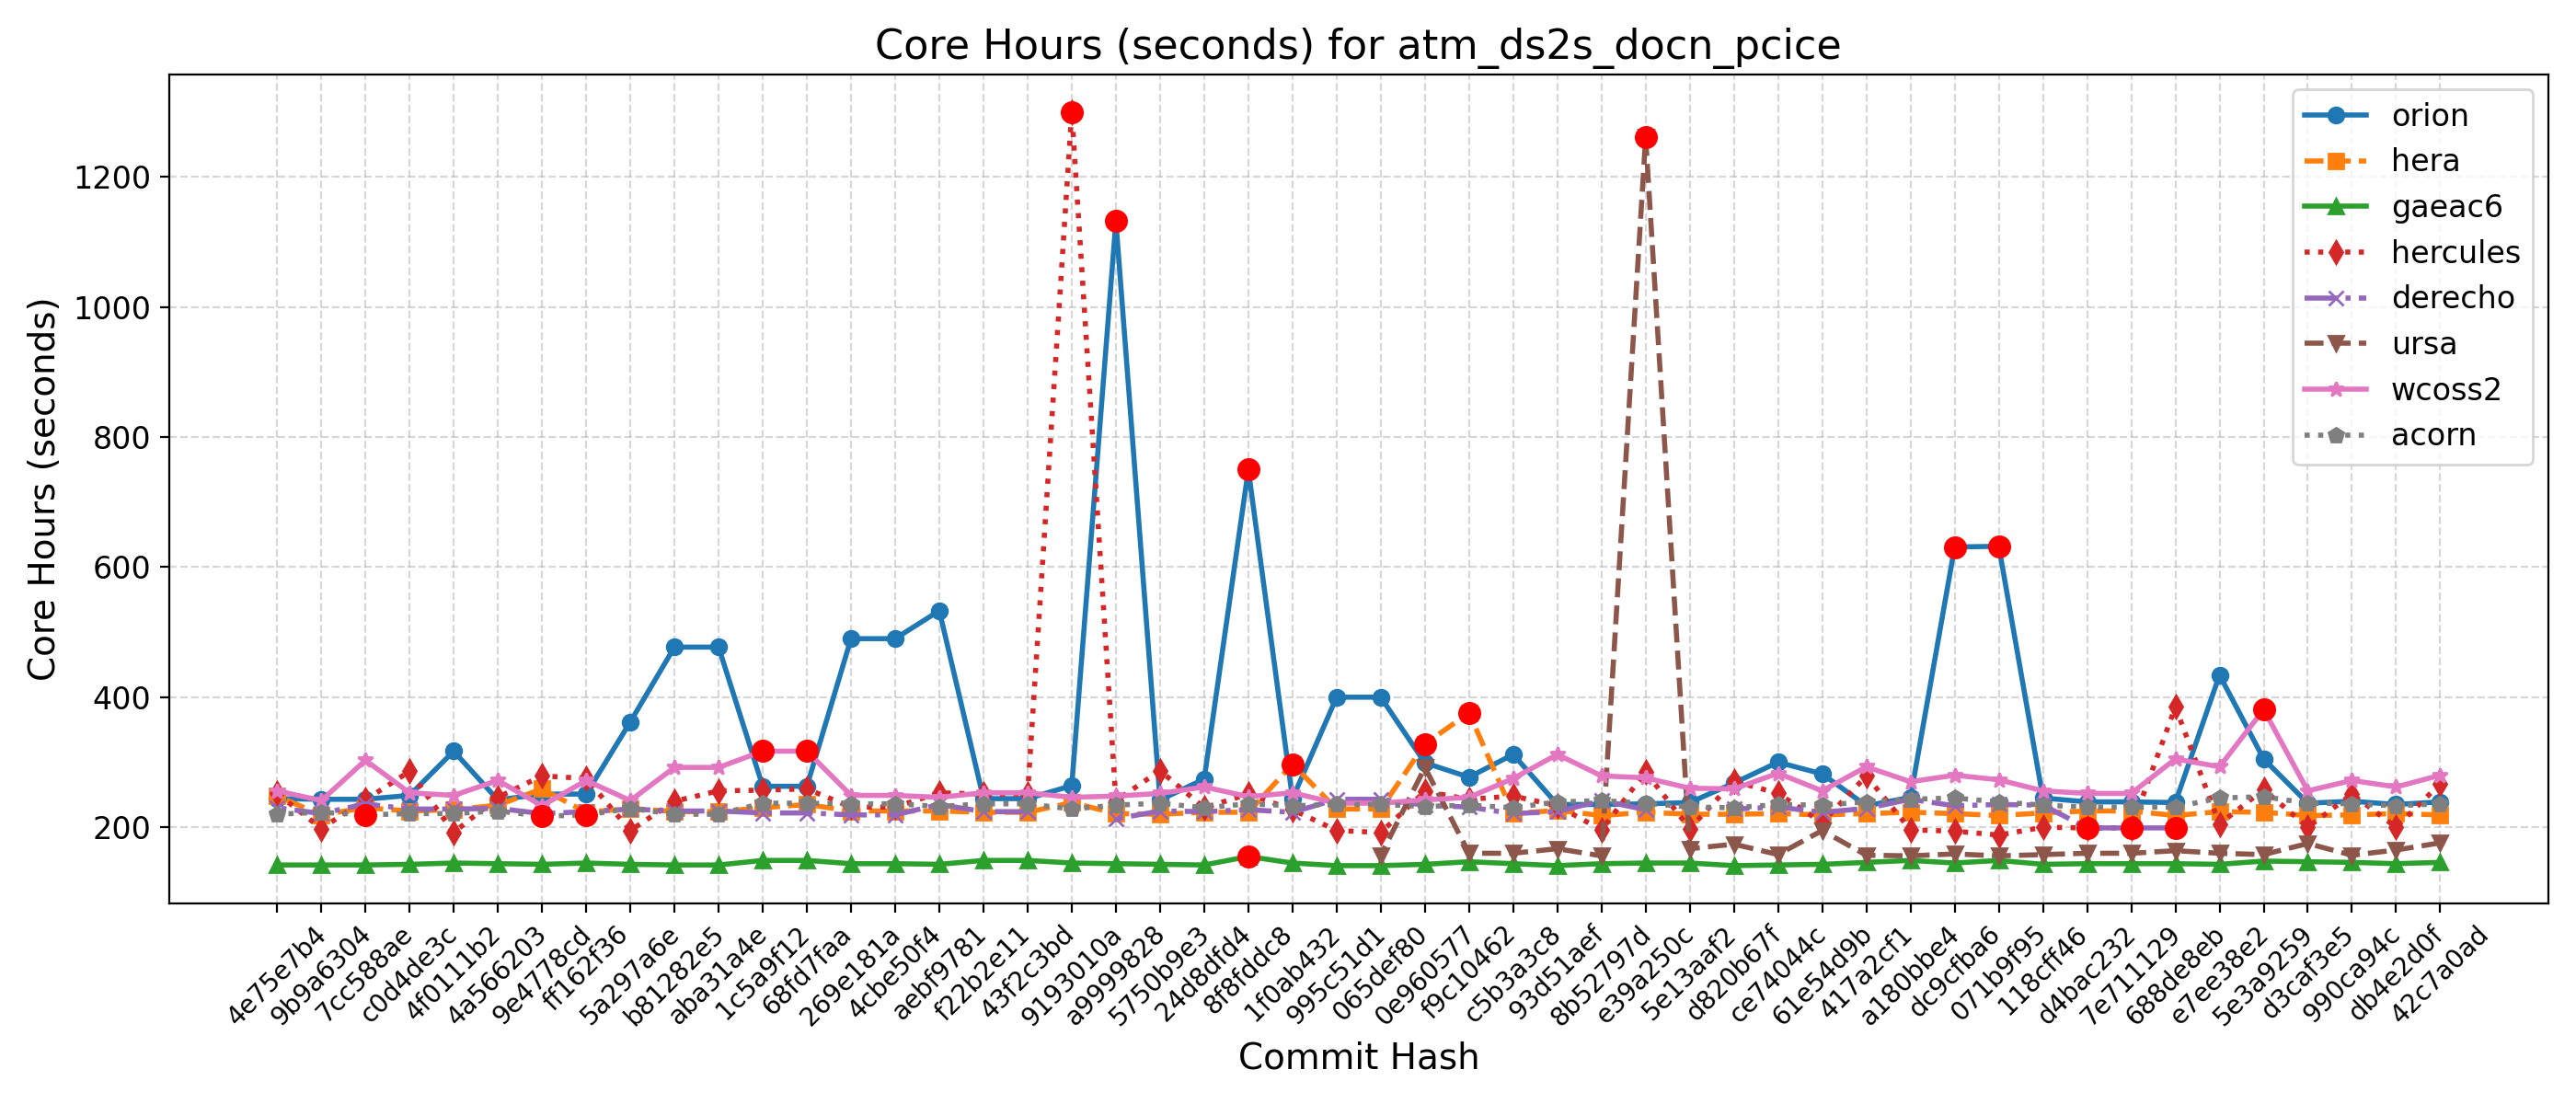 Core Hours (seconds) for atm_ds2s_docn_pcice
Core Hours (seconds)
1200
1000
800
600
400
200
orion
hera
gaeac6
hercules
derecho
ursa
wcoss2
acorn
4e75e7b4
9b9a6304
7cc588ae
c0d4de3c
4f0111b2
4a566203
9e4778cd
ff162f36
5a297a6e
b81282e5
aba31a4e
1c5a9f12
68fd7faa
269e181a
4cbe50f4
aebf9781
f22b2e11
43f2c3bd
9193010a
a9999828
5750b9e3
24d8dfd4
8f8fddc8
1f0ab432
995c51d1
065def80
0e960577
f9c10462
c5b3a3c8
93d51aef
8b52797d
e39a250c
5e13aaf2
d820b67f
ce74044c
61e54d9b
417a2cf1
a180bbe4
dc9cfba6
071b9f95
118cff46
d4bac232
7e711129
688de8eb
e7ee38e2
5e3a9259
d3caf3e5
990ca94c
db4e2d0f
42c7a0ad
Commit Hash